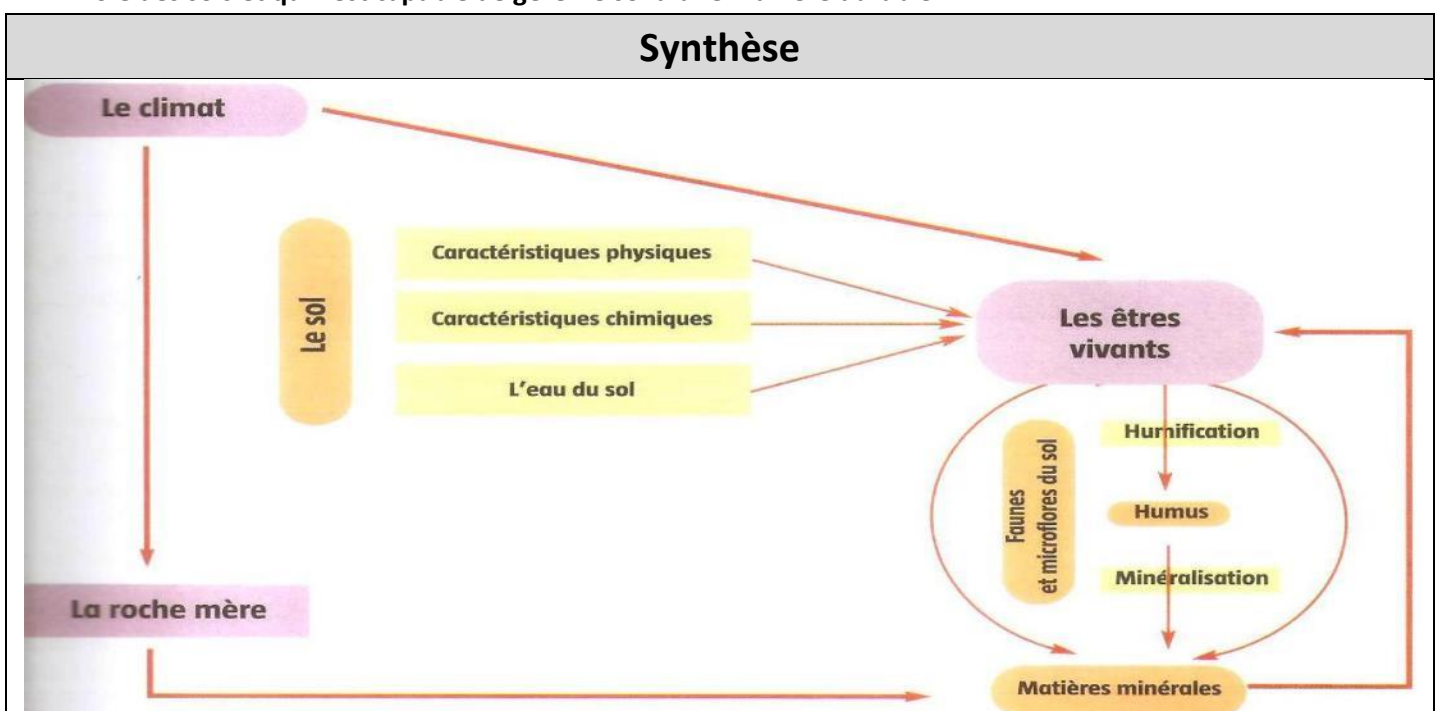 Synthèse
Le climat
Le sol
Caractéristiques physiques
Caractéristiques chimiques
L'eau du sol
Les êtres
vivants
Faunes
et microflores du sol
Humification
Humus
Minéralisation
La roche mère
Matières minérales